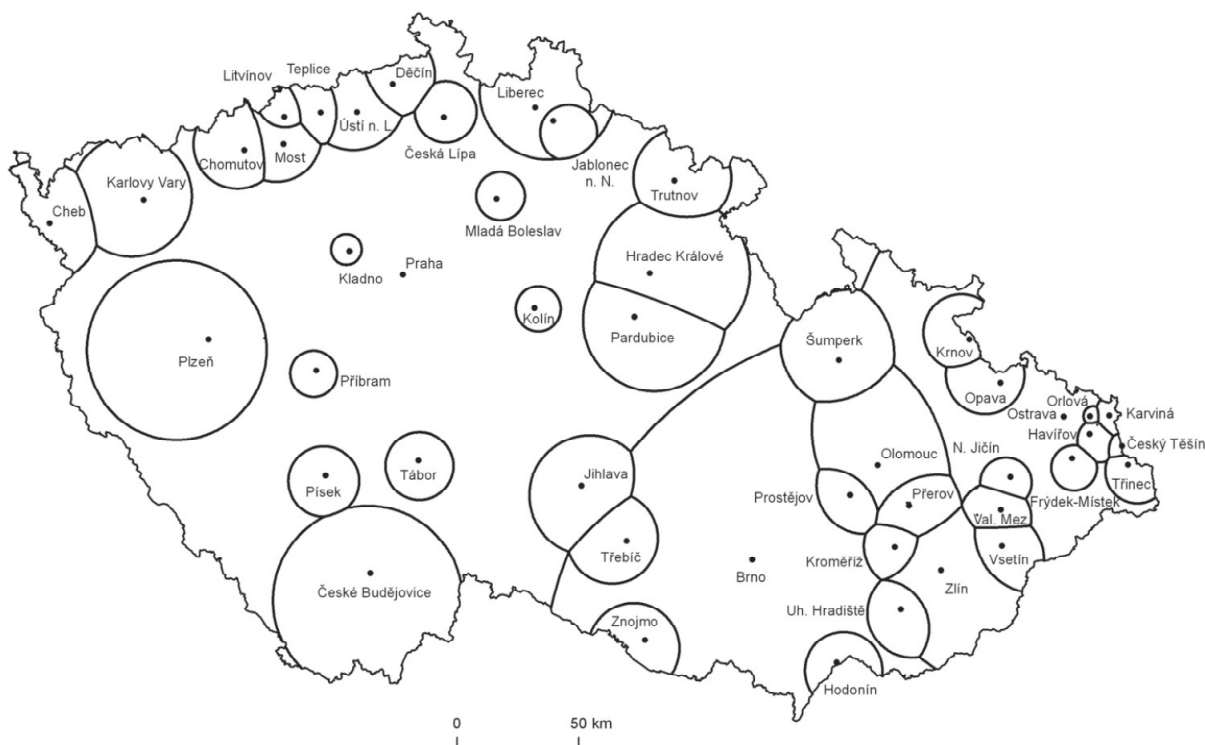 Litvínov
Teplice
Děčín
Liberec
Ústí n. L.
Česká Lípa
Chomutov
Most
Jablonec
n. N.
Trutnov
Karlovy Vary
Cheb
Mladá Boleslav
Kladno
Praha
Hradec Králové
Kolín
Pardubice
Šumperk
Krnov
Plzeň
Příbram
Opava
Orlová
Ostrava
Karviná
Havířov
Český Těšín
N. Jičín
Olomouc
Třinec
Frýdek-Místek
Písek
Tábor
Jihlava
Prostějov
Přerov
Val. Mez.
Třebíč
Kroměříž
Vsetín
Brno
Zlín
České Budějovice
Uh. Hradiště
Znojmo
Hodonín
0 50 km